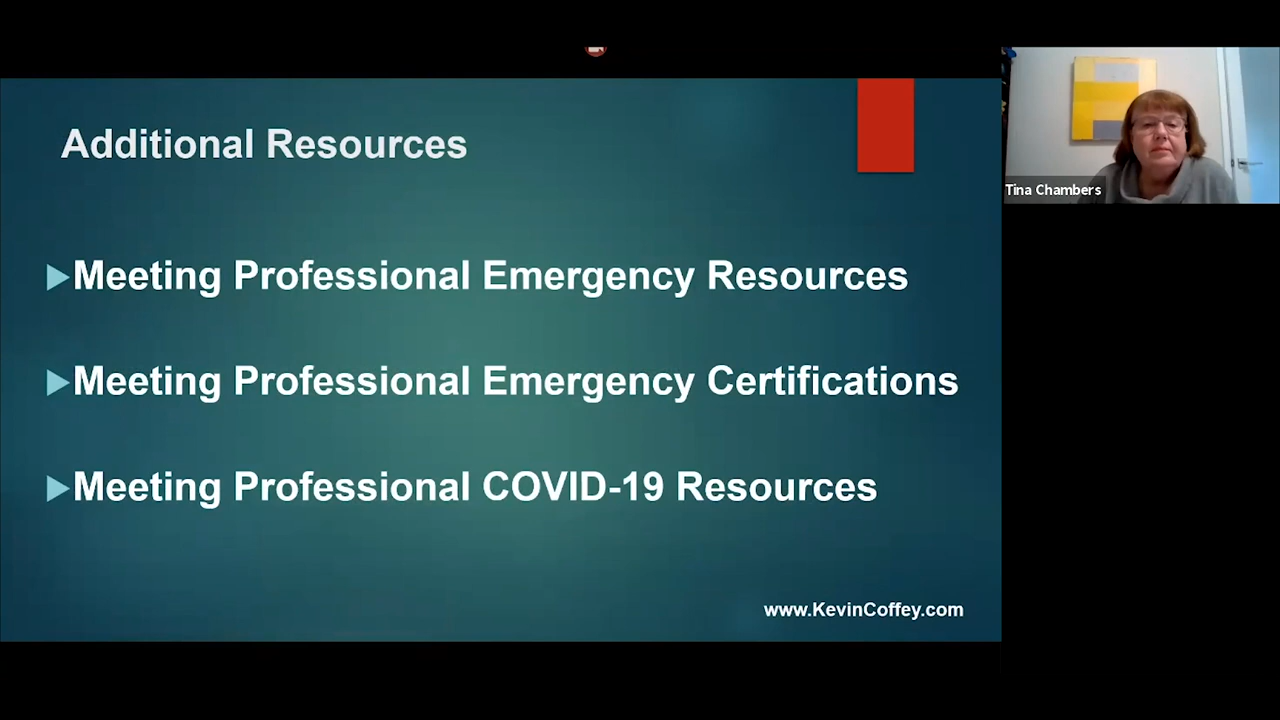 Additional Resources
Meeting Professional Emergency Resources
Meeting Professional Emergency Certifications
Meeting Professional COVID-19 Resources
www.KevinCoffey.com
Tina Chambers